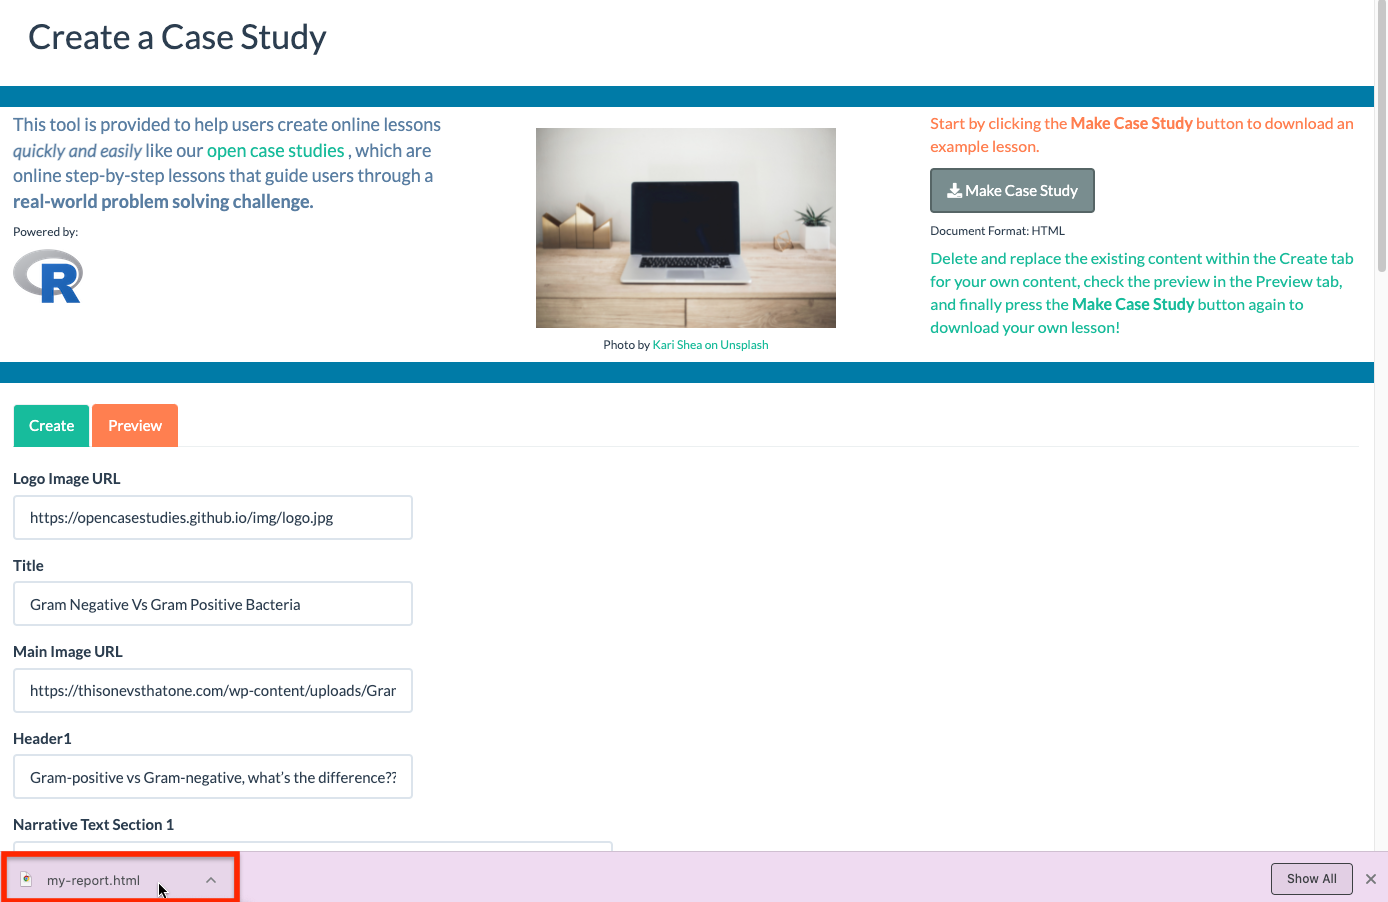 Create a Case Study
This tool is provided to help users create online lessons
quickly and easily like our open case studies , which are
online step-by-step lessons that guide users through a
real-world problem solving challenge.
Powered by:
R
Photo by Kari Shea on Unsplash
Start by clicking the Make Case Study button to download an
example lesson.
Make Case Study
Document Format: HTML
Delete and replace the existing content within the Create tab
for your own content, check the preview in the Preview tab,
and finally press the Make Case Study button again to
download your own lesson!
Create Preview
Logo Image URL
https://opencasestudies.github.io/img/logo.jpg
Title
Gram Negative Vs Gram Positive Bacteria
Main Image URL
https://thisonevsthatone.com/wp-content/uploads/Gram
Header1
Gram-positive vs Gram-negative, what's the difference??
Narrative Text Section 1
my-report.html
Show All